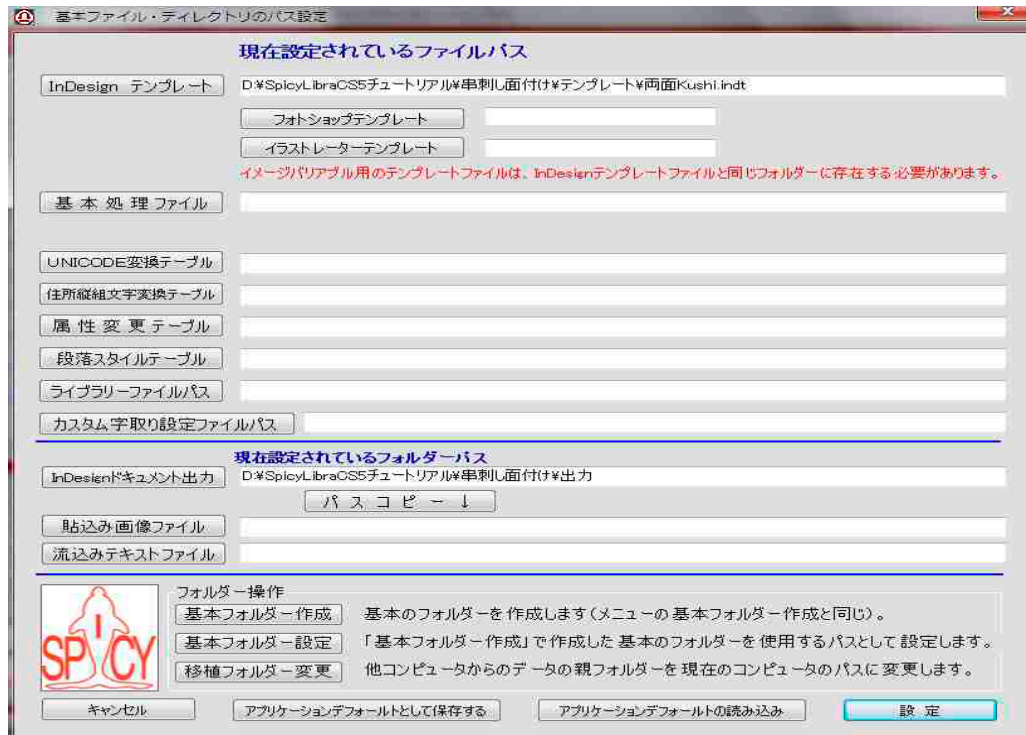 基本ファイル・ディレクトリのパス設定
現在設定されているファイルパス
InDesign テンプレート D:¥SpicyLibraCS5チュートリアル¥串刺し面付け¥テンプレート¥両面Kushi.indt
フォトショップテンプレート
イラストレーターテンプレート
イメージバリアブル用のテンプレートファイルは、InDesignテンプレートファイルと同じフォルダーに存在する必要があります。
基本処理ファイル
UNICODE変換テーブル
住所縦組文字変換テーブル
属性変更テーブル
段落スタイルテーブル
ライブラリーファイルパス
カスタム字取り設定ファイルパス
現在設定されているフォルダーパス
InDesignドキュメント出力 D:¥SpicyLibraCS5チュートリアル¥串刺し面付け¥出力
パスコピー↓
貼込み画像ファイル
流込みテキストファイル
フォルダー操作
基本フォルダー作成 基本のフォルダーを作成します(メニューの基本フォルダー作成と同じ)。
基本フォルダー設定 「基本フォルダー作成」で作成した基本のフォルダーを使用するパスとして設定します。
移植フォルダー変更 他コンピュータからのデータの親フォルダーを現在のコンピュータのパスに変更します。
SPICY
キャンセル アプリケーションデフォールトとして保存する アプリケーションデフォールトの読み込み 設定